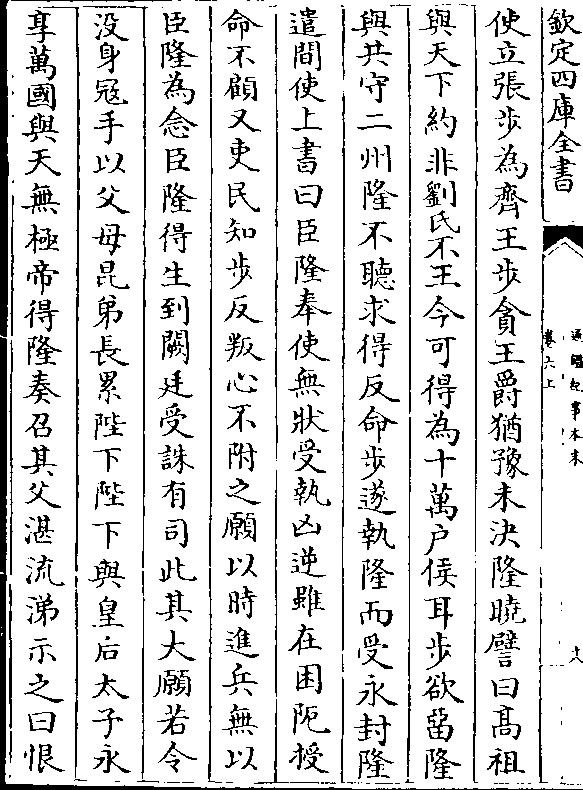 欽定四庫全書
通鑑紀事本末
卷六上
使立張步為齊王步貪王爵猶豫未決隆曉譬曰髙祖
與天下約非劉氏不王今可得為十萬户侯耳步欲留隆
與共守二州隆不聽求得反命步遂執隆而受永封隆
遣間使上書曰臣隆奉使無狀受執凶逆雖在困阨授
命不顧又吏民知步反叛心不附之願以時進兵無以
臣隆為念臣隆得生到闕廷受誅有司此其大願若令
没身寇手以父母昆弟長累陛下陛下與皇后太子永
享萬國與天無極帝得隆奏召其父湛流涕示之曰恨